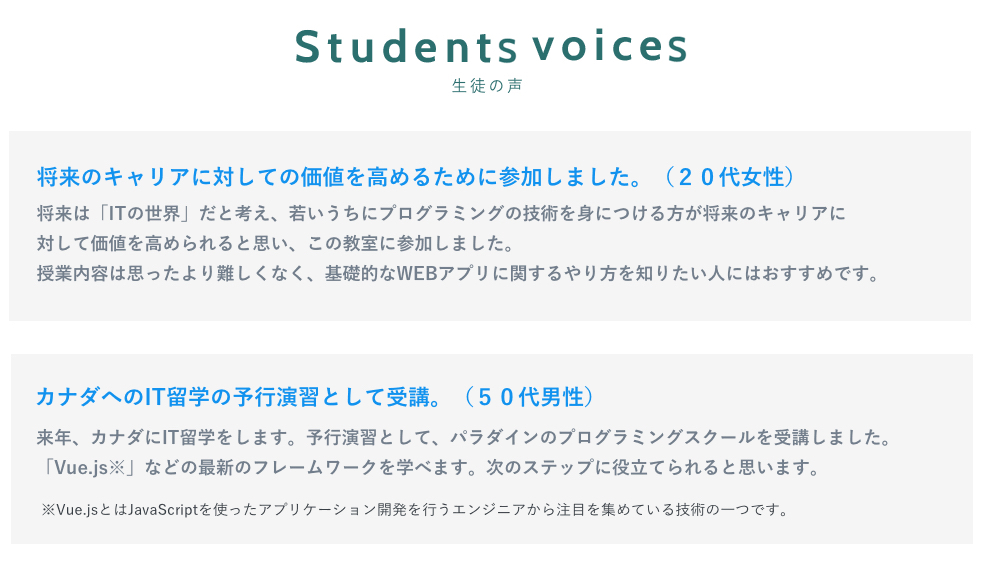 Students voices
生徒の声
将来のキャリアに対しての価値を高めるために参加しました。（２０代女性）
将来は「ITの世界」だと考え、若いうちにプログラミングの技術を身につける方が将来のキャリアに
対して価値を高められると思い、この教室に参加しました。
授業内容は思ったより難しくなく、基礎的なWEBアプリに関するやり方を知りたい人にはおすすめです。
カナダへのIT留学の予行演習として受講。（５０代男性）
来年、カナダにIT留学をします。予行演習として、パラダインのプログラミングスクールを受講しました。
「Vue.js※」などの最新のフレームワークを学べます。次のステップに役立てられると思います。
※Vue.jsとはJavaScriptを使ったアプリケーション開発を行うエンジニアから注目を集めている技術の一つです。